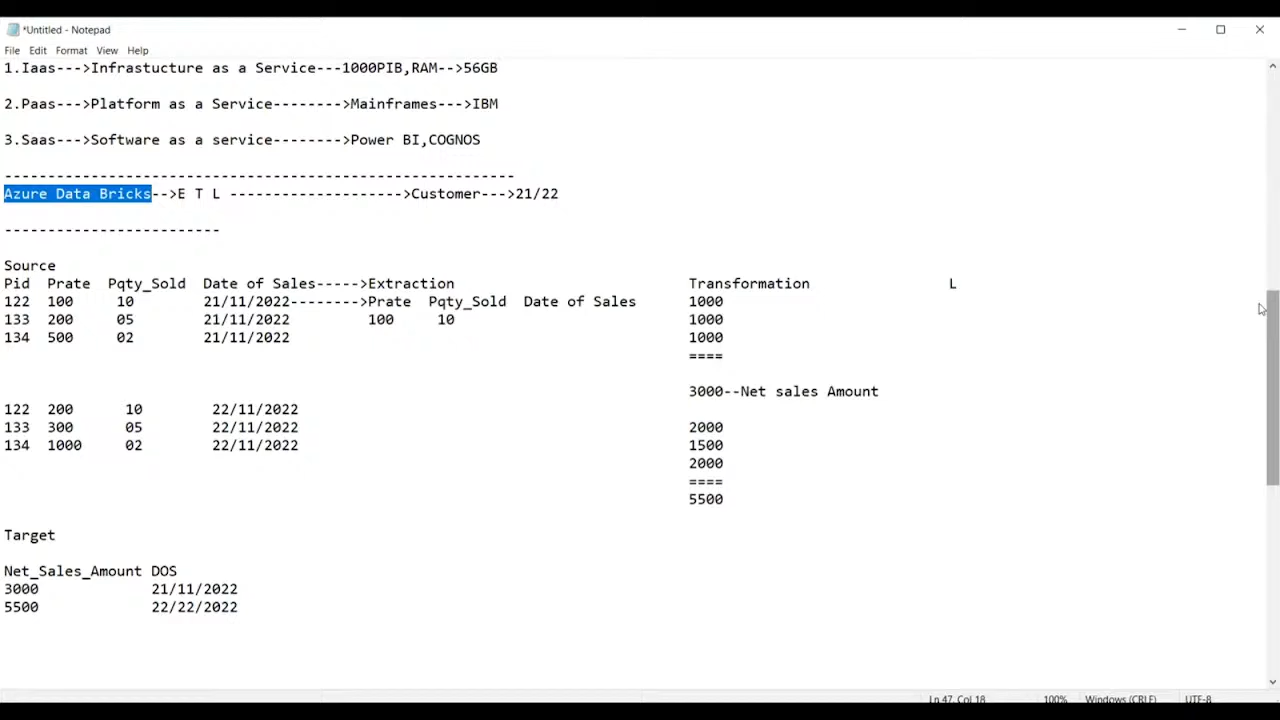 *Untitled - Notepad
File Edit Format View Help
1.Iaas--->Infrastucture as a Service---1000PIB,RAM-->56GB
2.Paas--->Platform as a Service-------->Mainframes--->IBM
3.Saas--->Software as a service-------->Power BI,COGNOS
-----------------------------------------------------------
Azure Data Bricks-->E T L -------------------->Customer--->21/22
-------------------------
Source
Pid Prate Pqty_Sold Date of Sales----->Extraction Transformation L
122 100 10 21/11/2022-------->Prate Pqty_Sold Date of Sales 1000
133 200 05 21/11/2022 100 10 1000
134 500 02 21/11/2022 1000
====
3000--Net sales Amount
122 200 10 22/11/2022
133 300 05 22/11/2022 2000
134 1000 02 22/11/2022 1500
2000
====
5500
Target
Net_Sales_Amount DOS
3000 21/11/2022
5500 22/22/2022
Ln 47, Col 18 100% Windows (CRLF) UTF-8